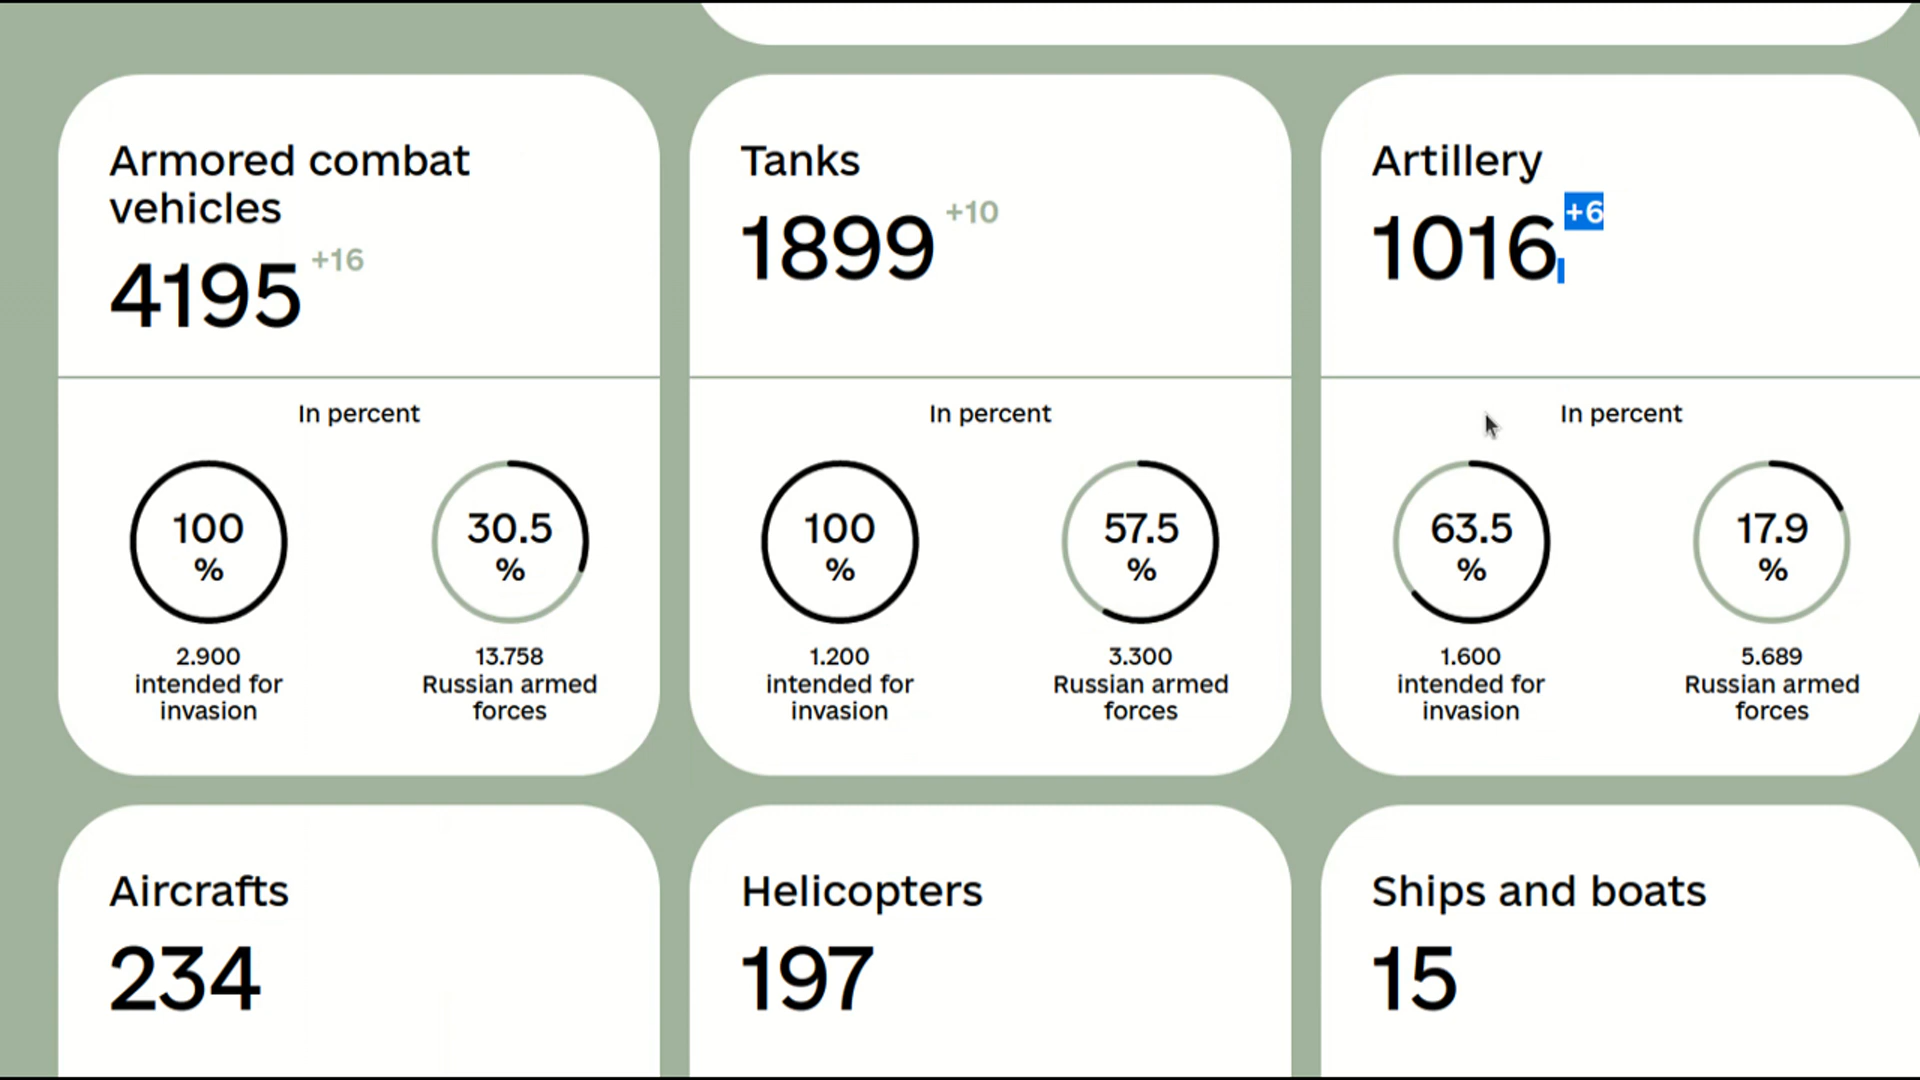 Armored combat
vehicles
4195 +16
In percent
100
%
2.900
intended for
invasion
30.5
%
13.758
Russian armed
forces
Tanks
1899 +10
In percent
100
%
1.200
intended for
invasion
57.5
%
3.300
Russian armed
forces
Artillery
1016 +6
In percent
63.5
%
1.600
intended for
invasion
17.9
%
5.689
Russian armed
forces
Aircrafts
234
Helicopters
197
Ships and boats
15